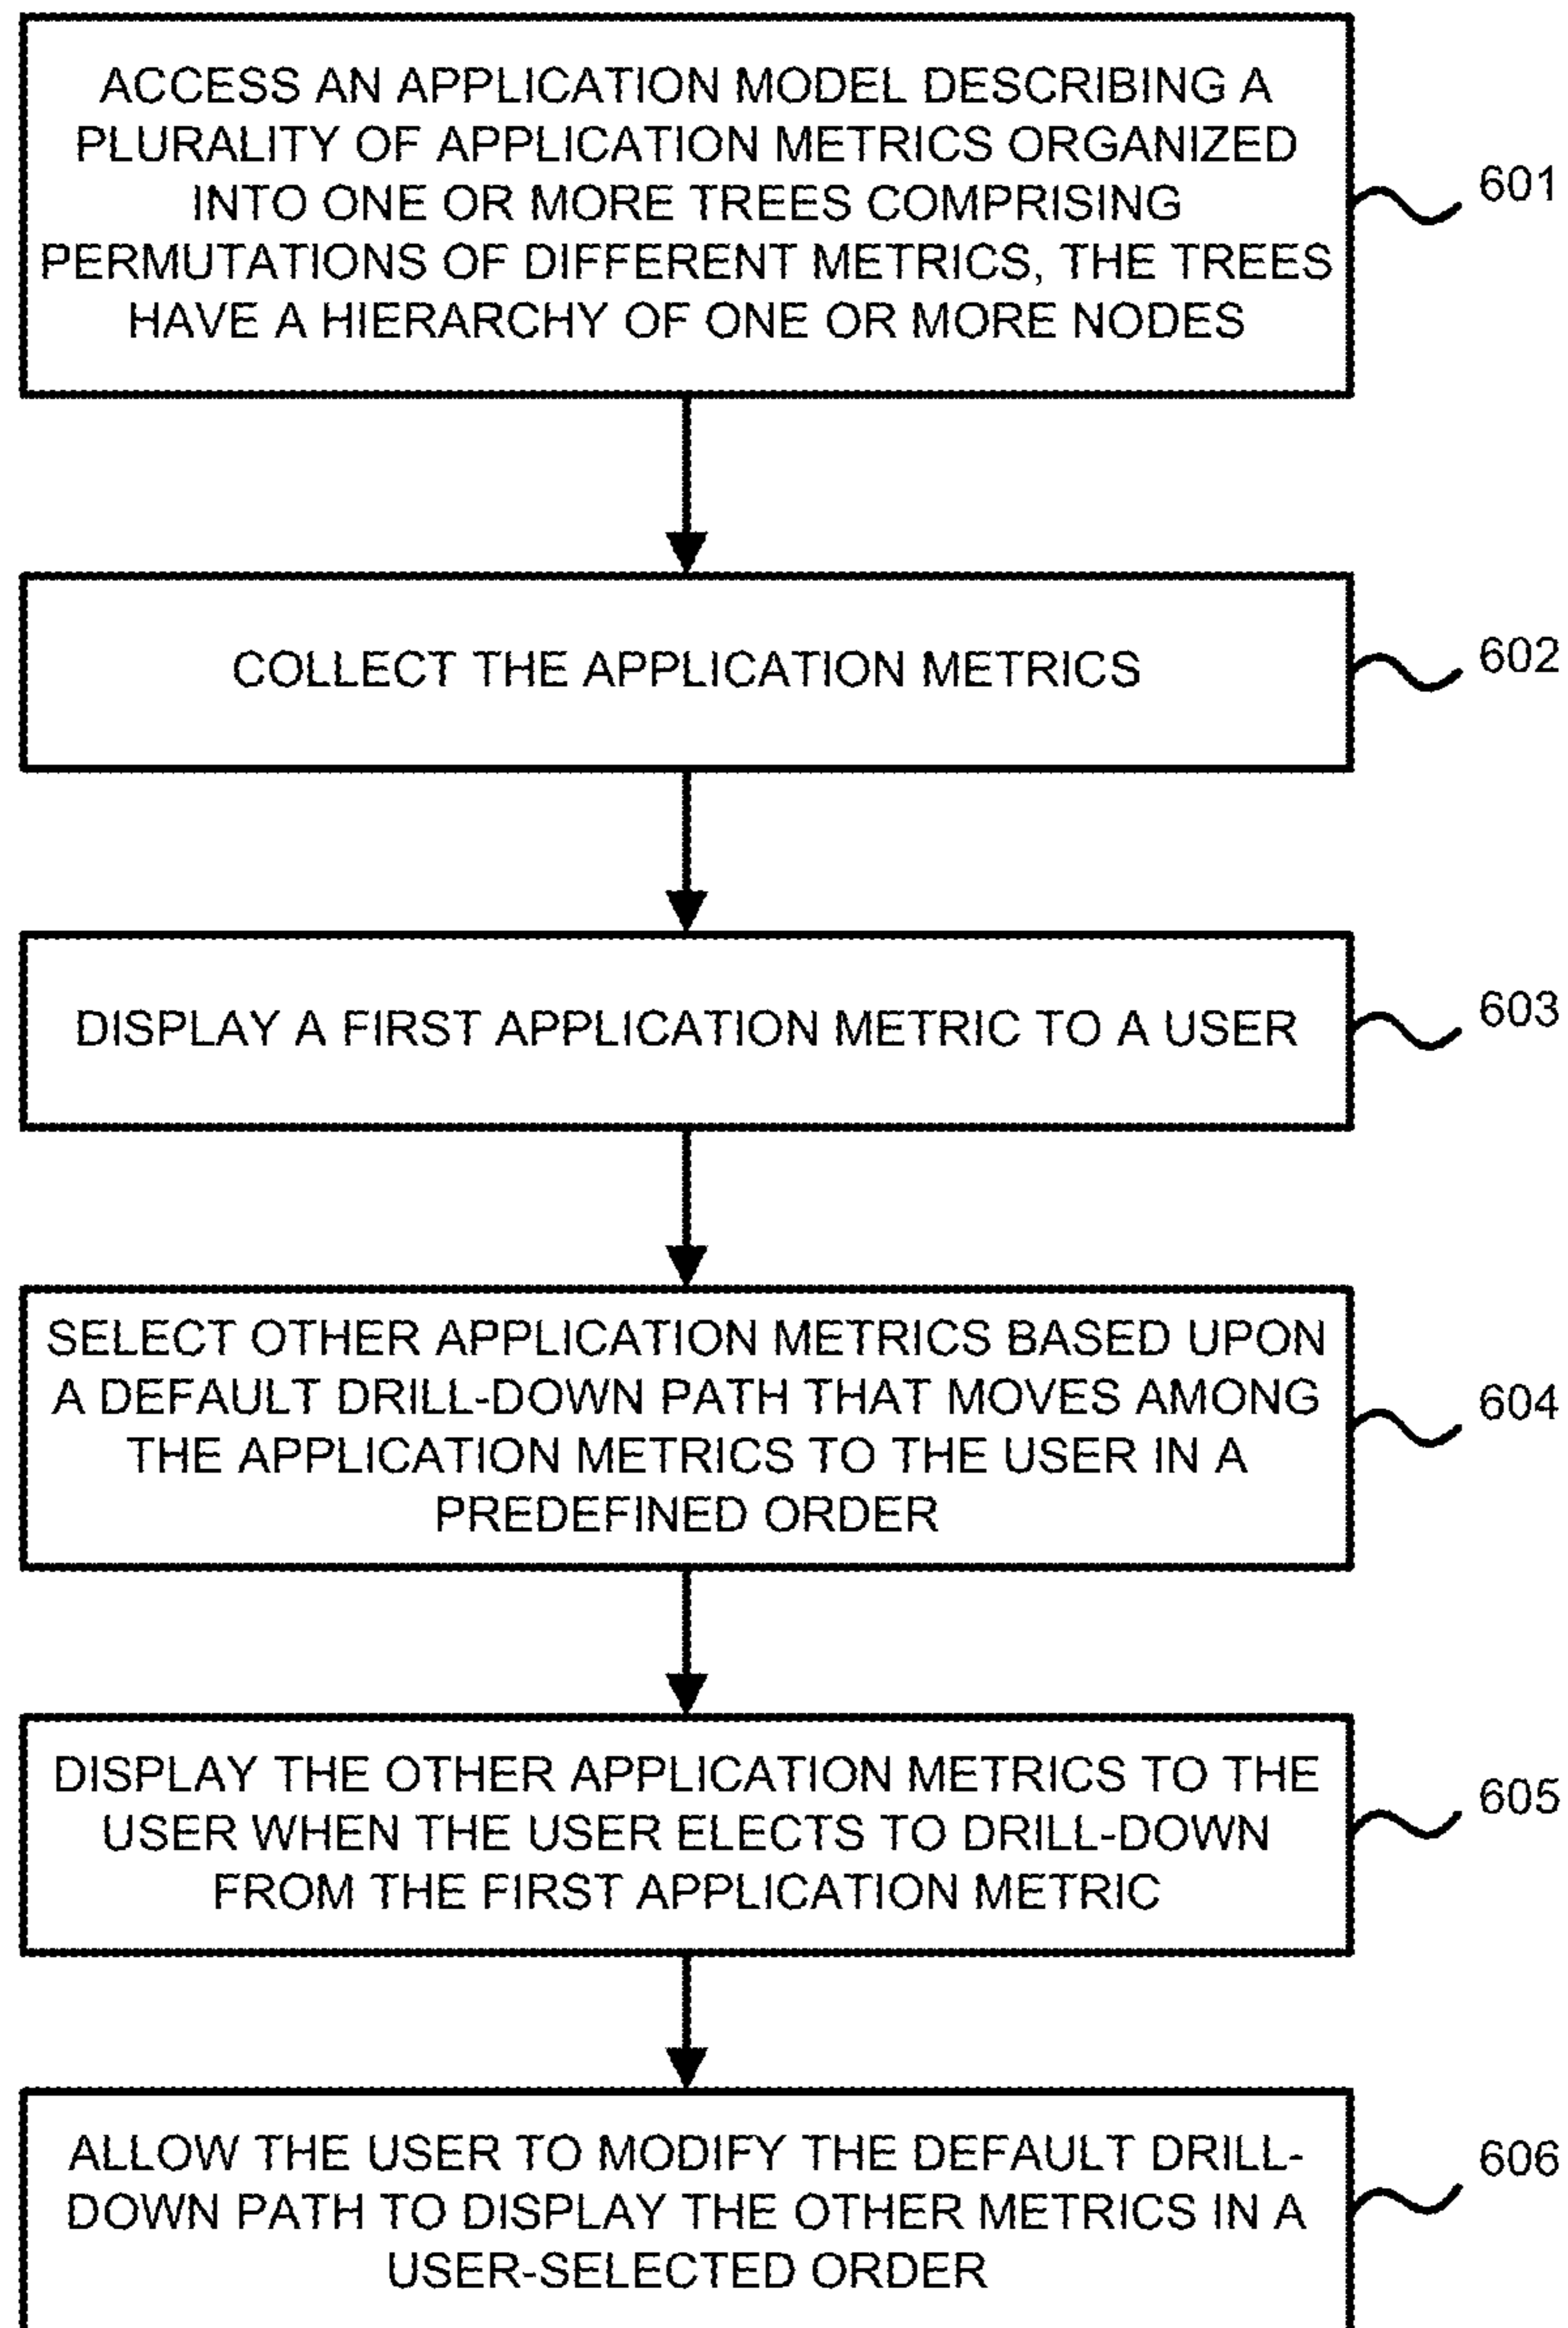 ACCESS AN APPLICATION MODEL DESCRIBING A
PLURALITY OF APPLICATION METRICS ORGANIZED
INTO ONE OR MORE TREES COMPRISING
PERMUTATIONS OF DIFFERENT METRICS, THE TREES
HAVE A HIERARCHY OF ONE OR MORE NODES
601
COLLECT THE APPLICATION METRICS
602
DISPLAY A FIRST APPLICATION METRIC TO A USER
603
SELECT OTHER APPLICATION METRICS BASED UPON
A DEFAULT DRILL-DOWN PATH THAT MOVES AMONG
THE APPLICATION METRICS TO THE USER IN A
PREDEFINED ORDER
604
DISPLAY THE OTHER APPLICATION METRICS TO THE
USER WHEN THE USER ELECTS TO DRILL-DOWN
FROM THE FIRST APPLICATION METRIC
605
ALLOW THE USER TO MODIFY THE DEFAULT DRILL-
DOWN PATH TO DISPLAY THE OTHER METRICS IN A
USER-SELECTED ORDER
606